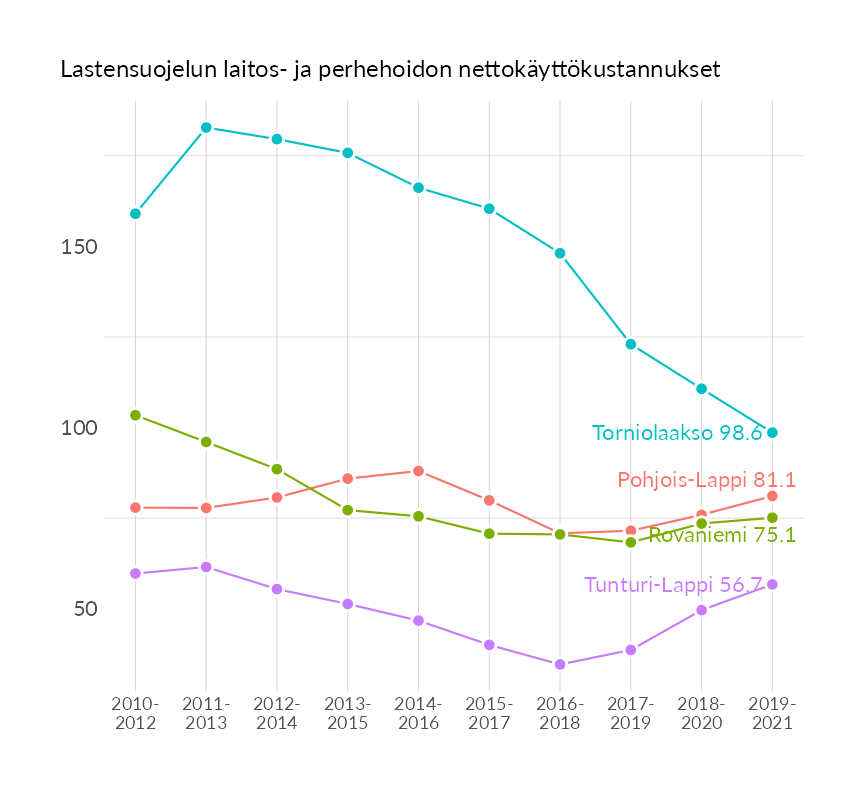 Lastensuojelun laitos- ja perhehoidon nettokäyttökustannukset
150
100
50
Torniolaakso 98.6
Pohjois-Lappi 81.1
Rovaniemi 75.1
Tunturi-Lappi 56.7
2010- 2011- 2012- 2013- 2014- 2015- 2016- 2017- 2018- 2019-
2012 2013 2014 2015 2016 2017 2018 2019 2020 2021